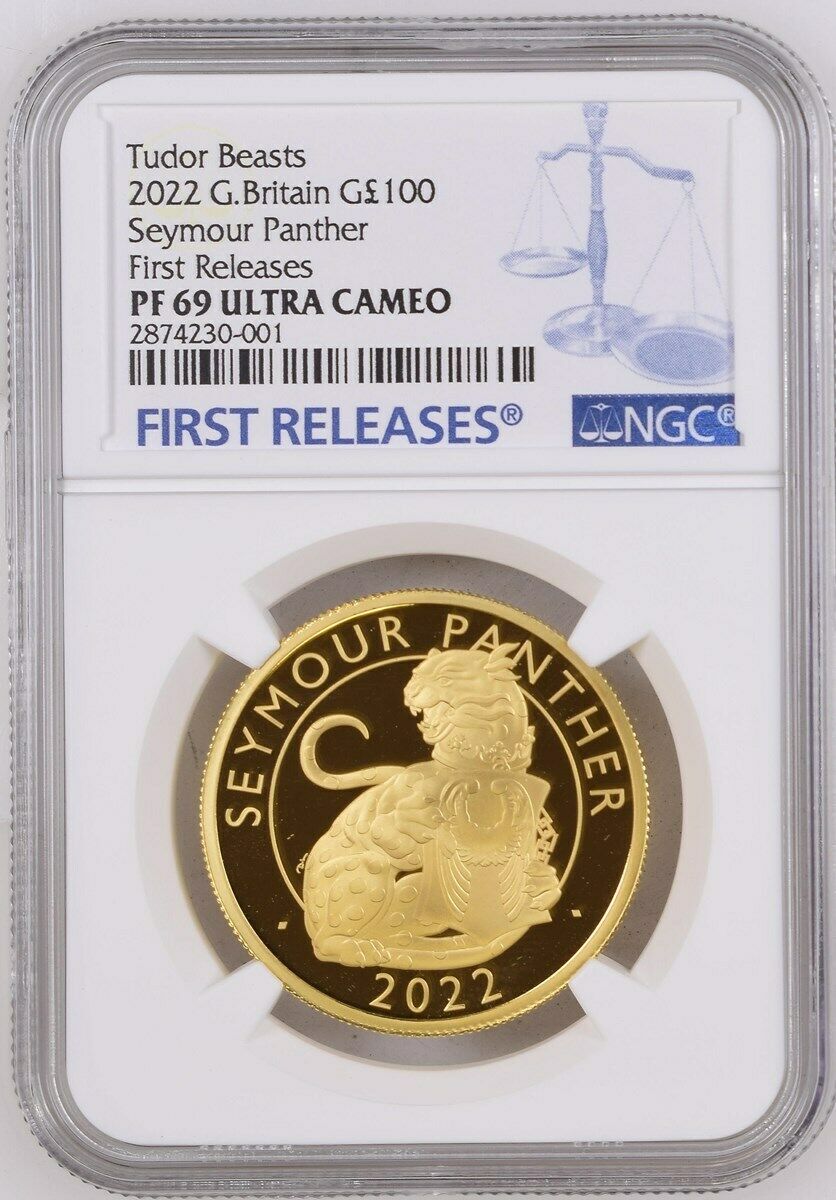 Tudor Beasts
2022 G.Britain G£100
Seymour Panther
First Releases
PF 69 ULTRA CAMEO
2874230-001
FIRST RELEASES®
NGC®
SEYMOUR PANTHER
2022